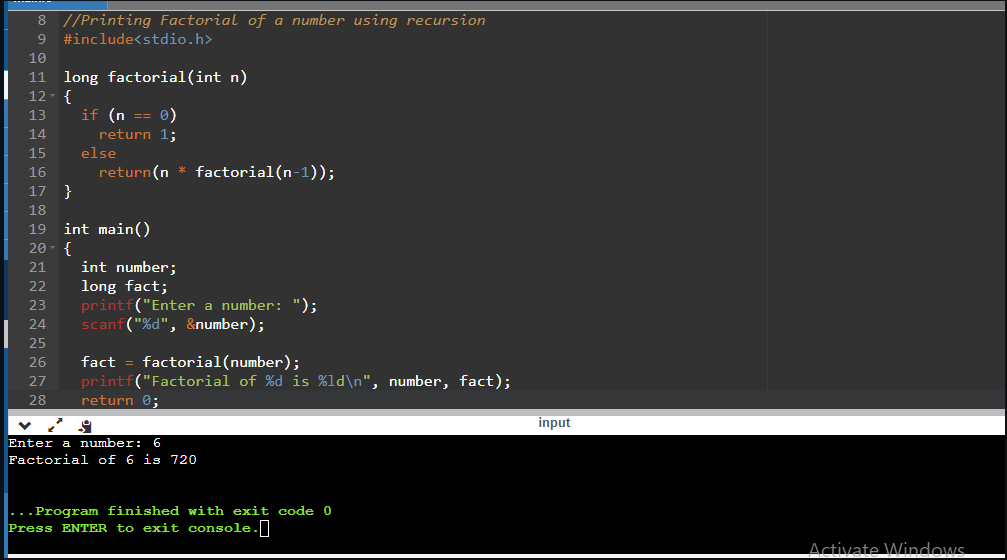 8 //Printing Factorial of a number using recursion
9 #include<stdio.h>
10
11 long factorial(int n)
12 {
13 if (n == 0)
14 return 1;
15 else
16 return(n * factorial(n-1));
17 }
18
19 int main()
20 {
21 int number;
22 long fact;
23 printf("Enter a number: ");
24 scanf("%d", &number);
25
26 fact = factorial(number);
27 printf("Factorial of %d is %ld\n", number, fact);
28 return 0;
input
Enter a number: 6
Factorial of 6 is 720
...Program finished with exit code 0
Press ENTER to exit console.
Activate Windows